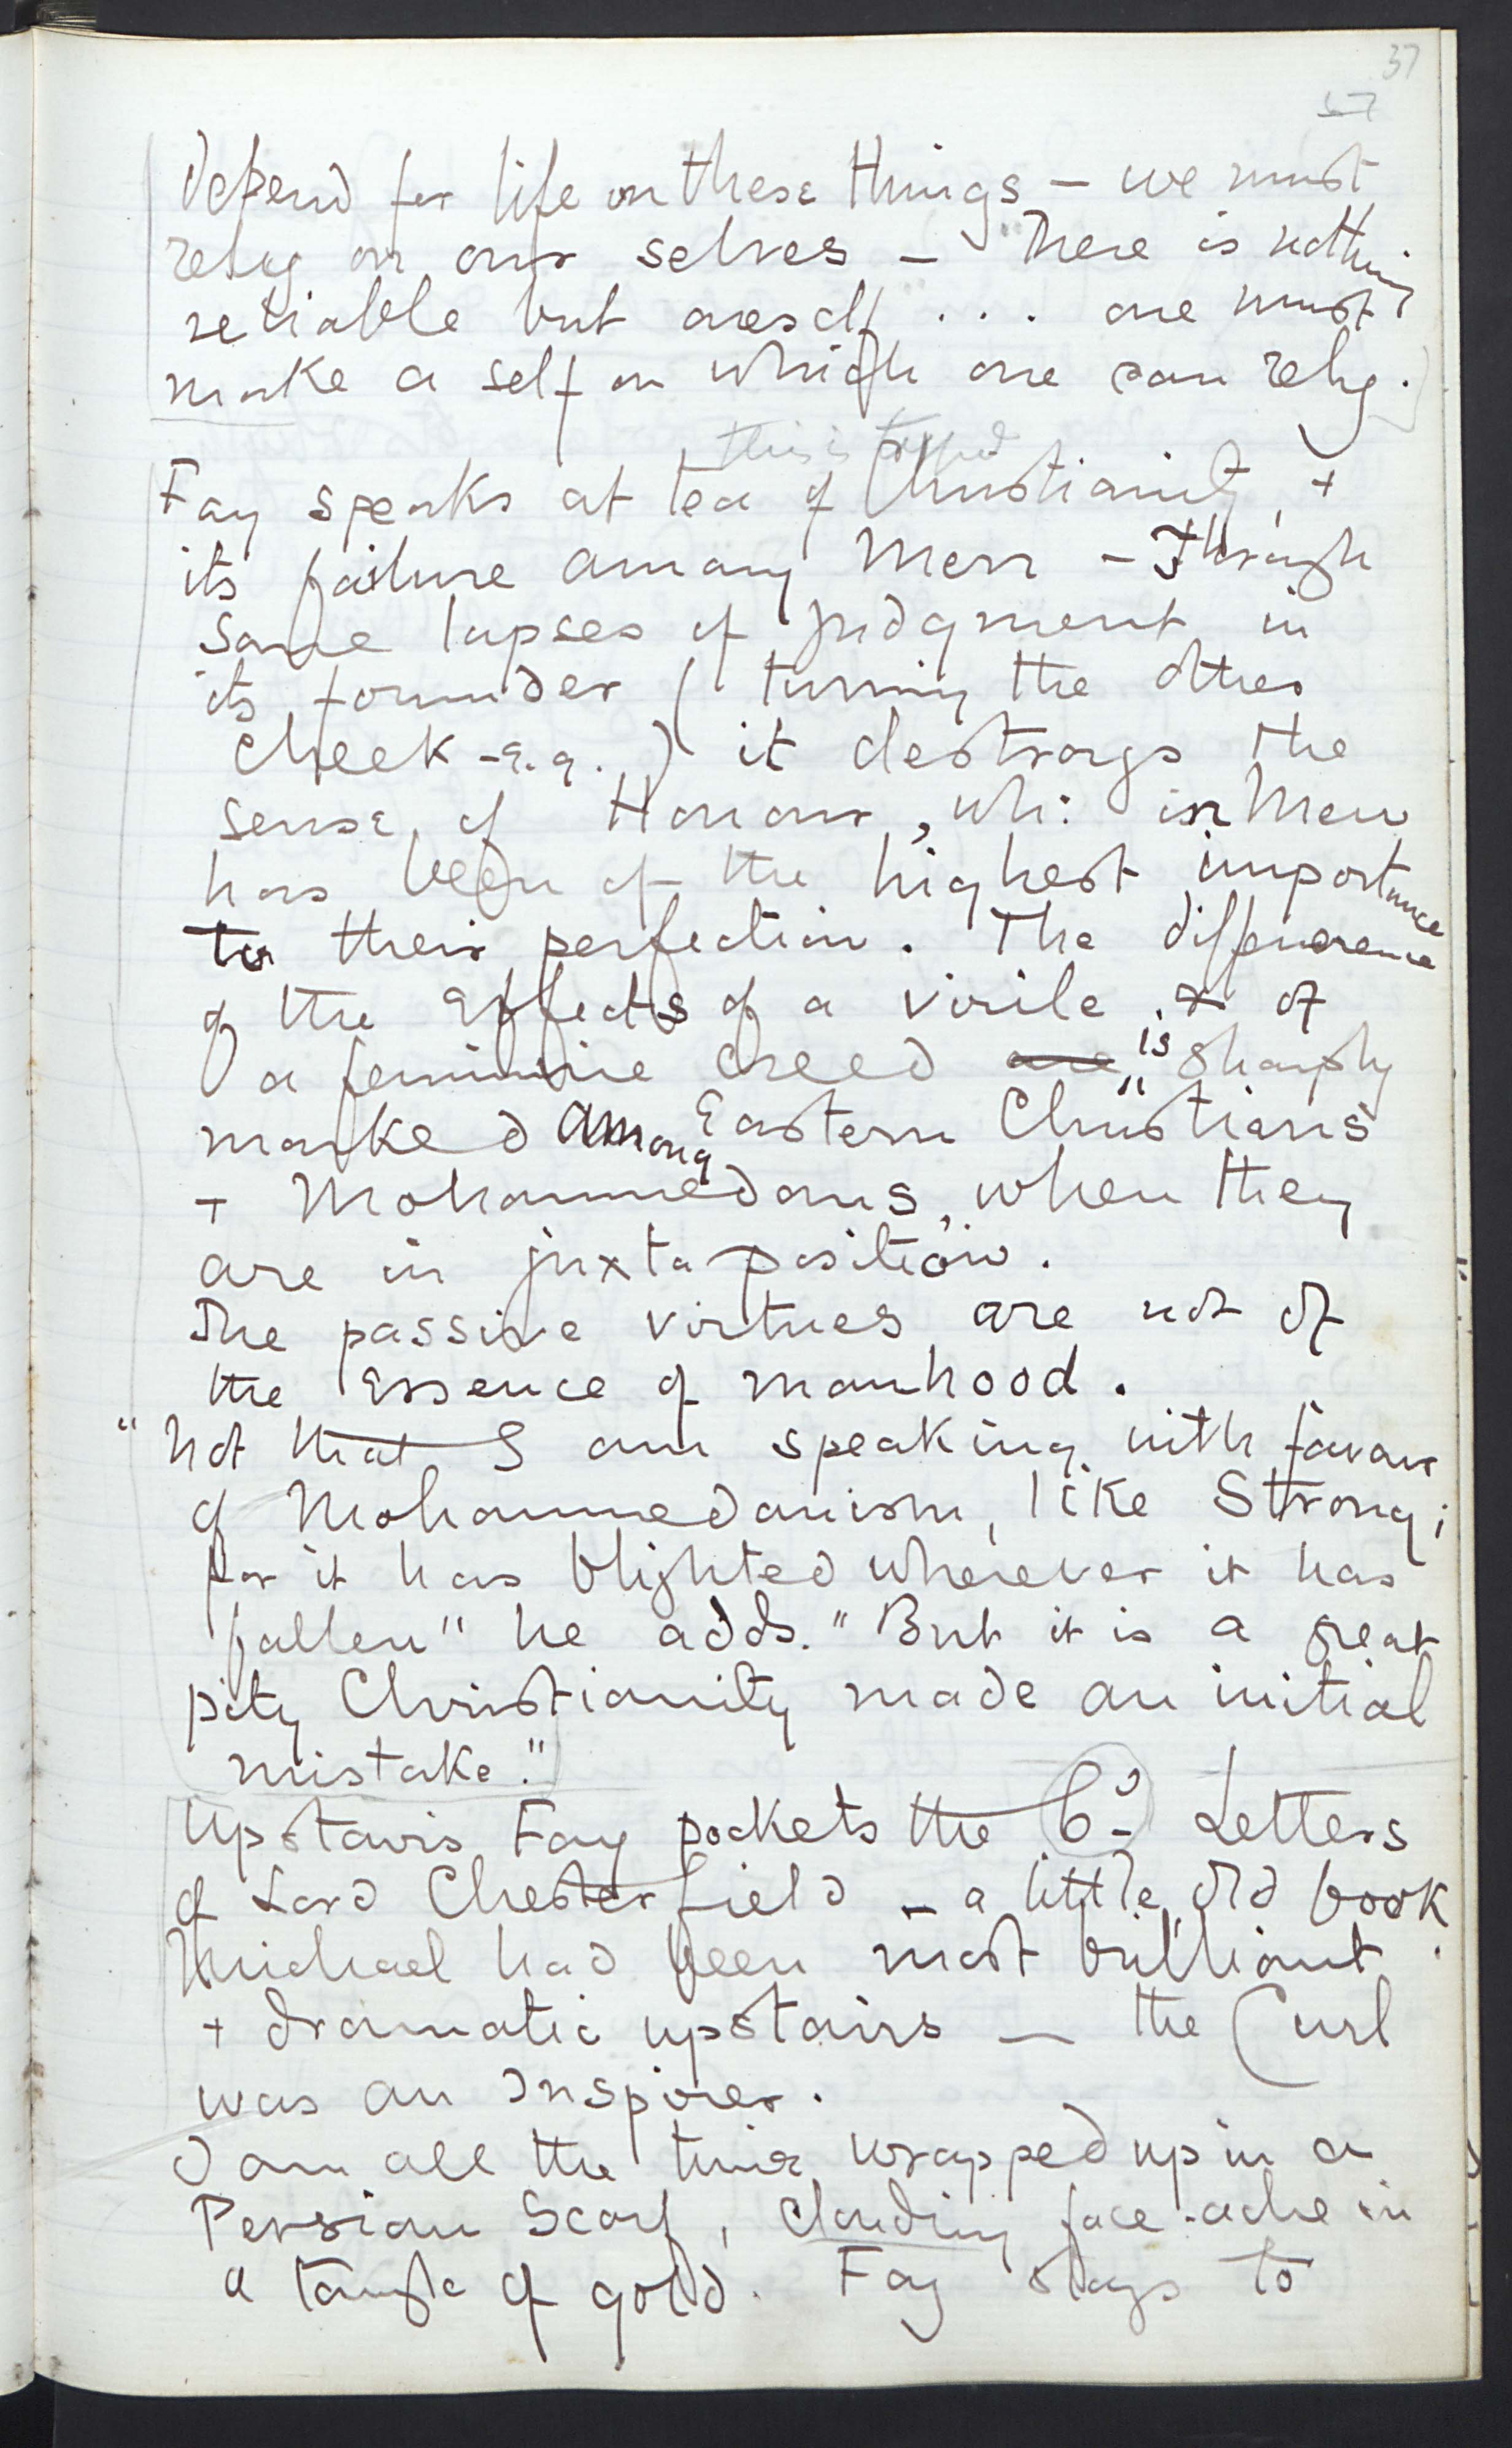 37
57
depend for life on these things — we must
rely on our selves — There is nothing
reliable but oneself . . . one must
make a self on which one can rely.
this is typed
Fay speaks at tea of Christianity, +
its failure among Men — Through
some lapses of judgment in
its founder (turning the other
cheek – e.g.) it destroys the
sense of Honour, wh: in Men
has been of the highest importance
to their perfection. The difference
of the effects of a virile + of
a feminine creed are is sharply
marked among Eastern Christians
+ Mohammedans, when they
are in juxtaposition.
The passive virtues are not of
the essence of manhood.
"Not that I am speaking with favour
of Mohammedanism, like Strong;
for it has blighted wherever it has
fallen" he adds. "But it is a great
pity Christianity made an initial
mistake."
Upstairs Fay pockets the Letters
of Lord Chesterfield — a little old book.
Michael had been most brilliant
+ dramatic upstairs — the Curl
was an Inspirer.
I am all the time wrapped up in a
Persian Scarf, clouding face-ache in
a tangle of gold. Fay stays to